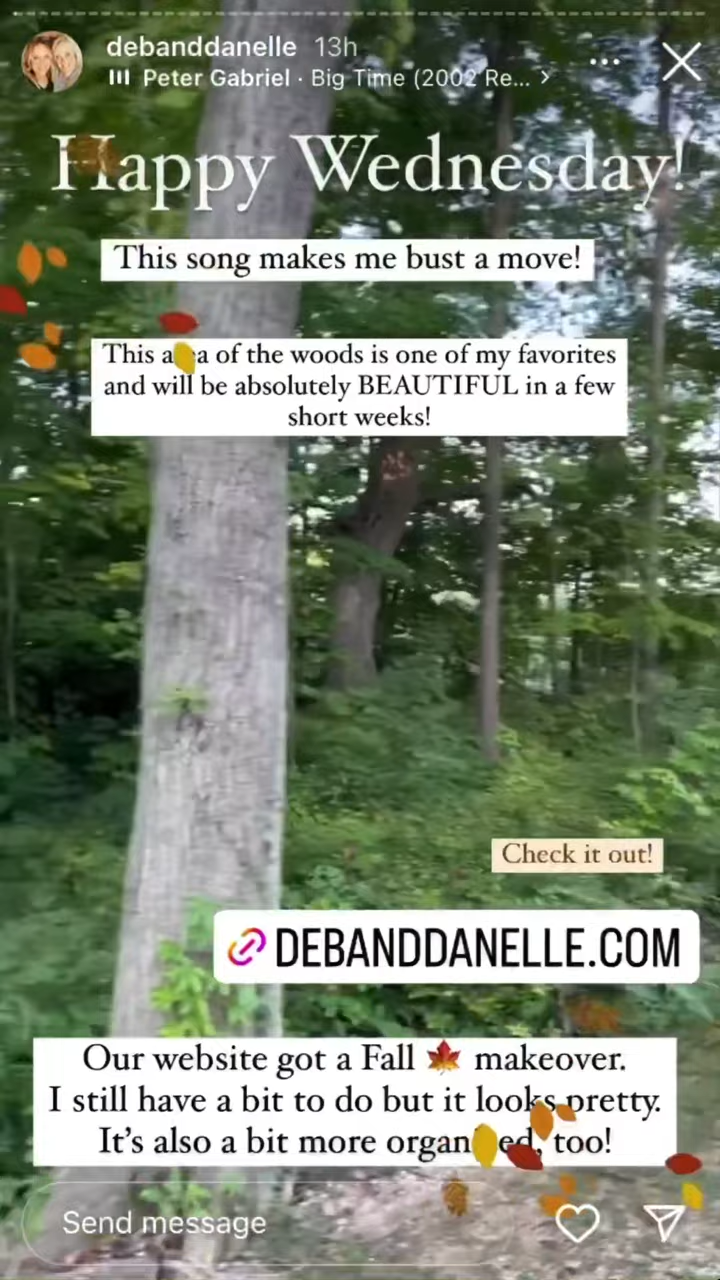 debanddanelle 13h
Peter Gabriel · Big Time (2002 Re... >
Happy Wednesday!
This song makes me bust a move!
This area of the woods is one of my favorites
and will be absolutely BEAUTIFUL in a few
short weeks!
Check it out!
DEBANDDANELLE.COM
Our website got a Fall 🍁 makeover.
I still have a bit to do but it looks pretty.
It's also a bit more organized, too!
Send message